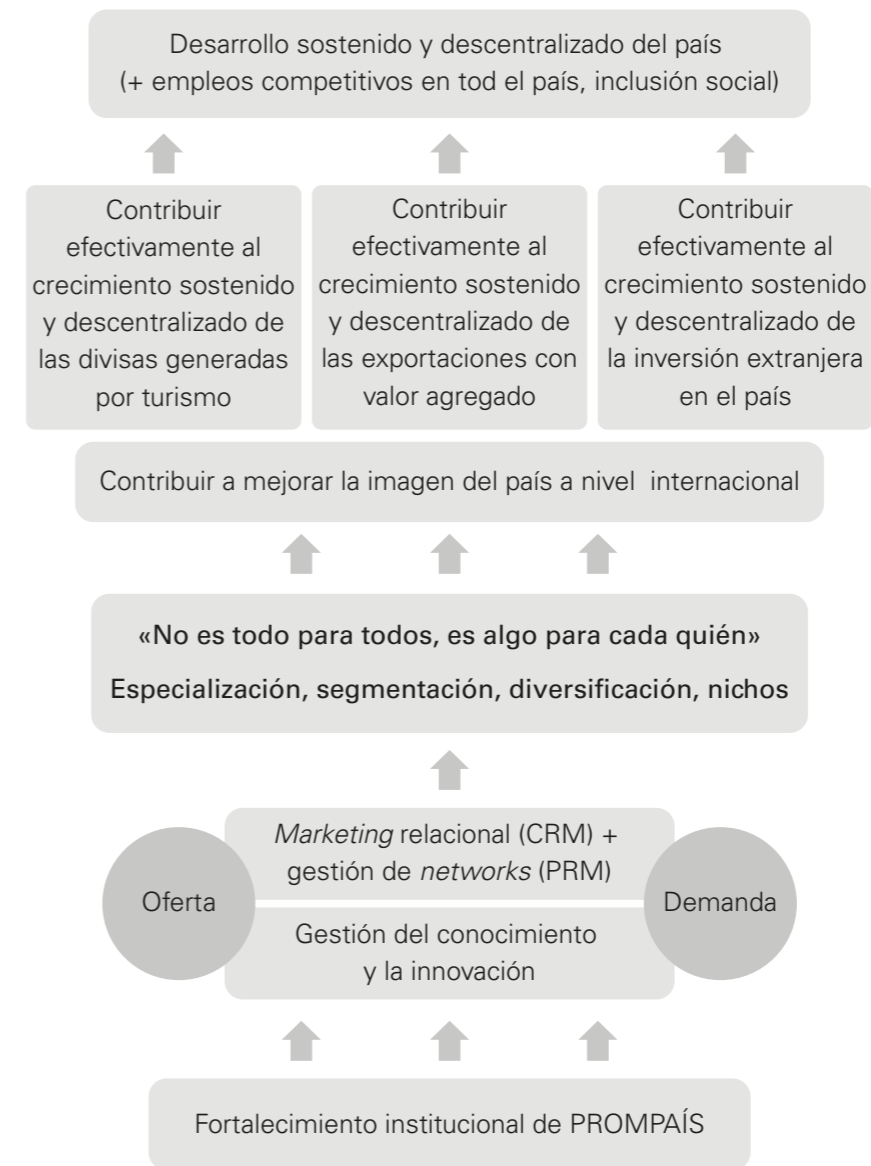 Desarrollo sostenido y descentralizado del país
(+ empleos competitivos en tod el país, inclusión social)
Contribuir
efectivamente al
crecimiento sostenido
y descentralizado de
las divisas generadas
por turismo
Contribuir
efectivamente al
crecimiento sostenido
y descentralizado de
las exportaciones con
valor agregado
Contribuir
efectivamente al
crecimiento sostenido
y descentralizado de
la inversión extranjera
en el país
Contribuir a mejorar la imagen del país a nivel internacional
«No es todo para todos, es algo para cada quién»
Especialización, segmentación, diversificación, nichos
Oferta
Marketing relacional (CRM) +
gestión de networks (PRM)
Gestión del conocimiento
y la innovación
Demanda
Fortalecimiento institucional de PROMPAÍS